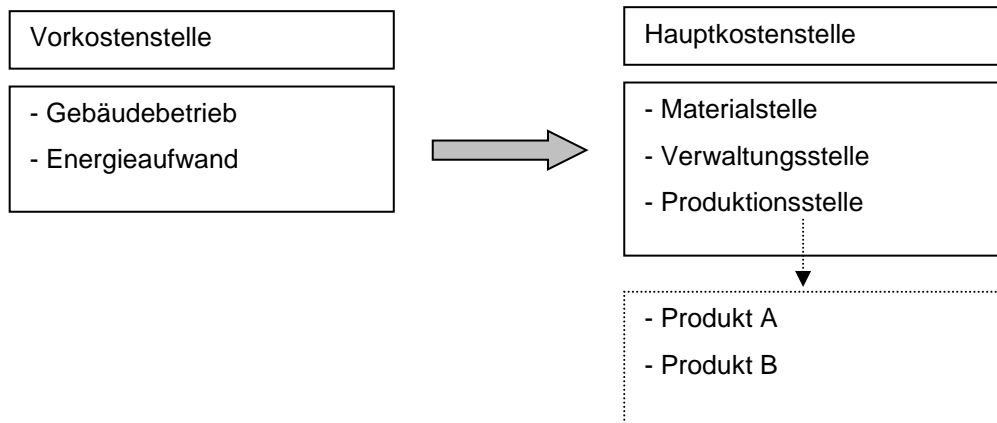 Vorkostenstelle
- Gebäudebetrieb
- Energieaufwand
Hauptkostenstelle
- Materialstelle
- Verwaltungsstelle
- Produktionsstelle
- Produkt A
- Produkt B